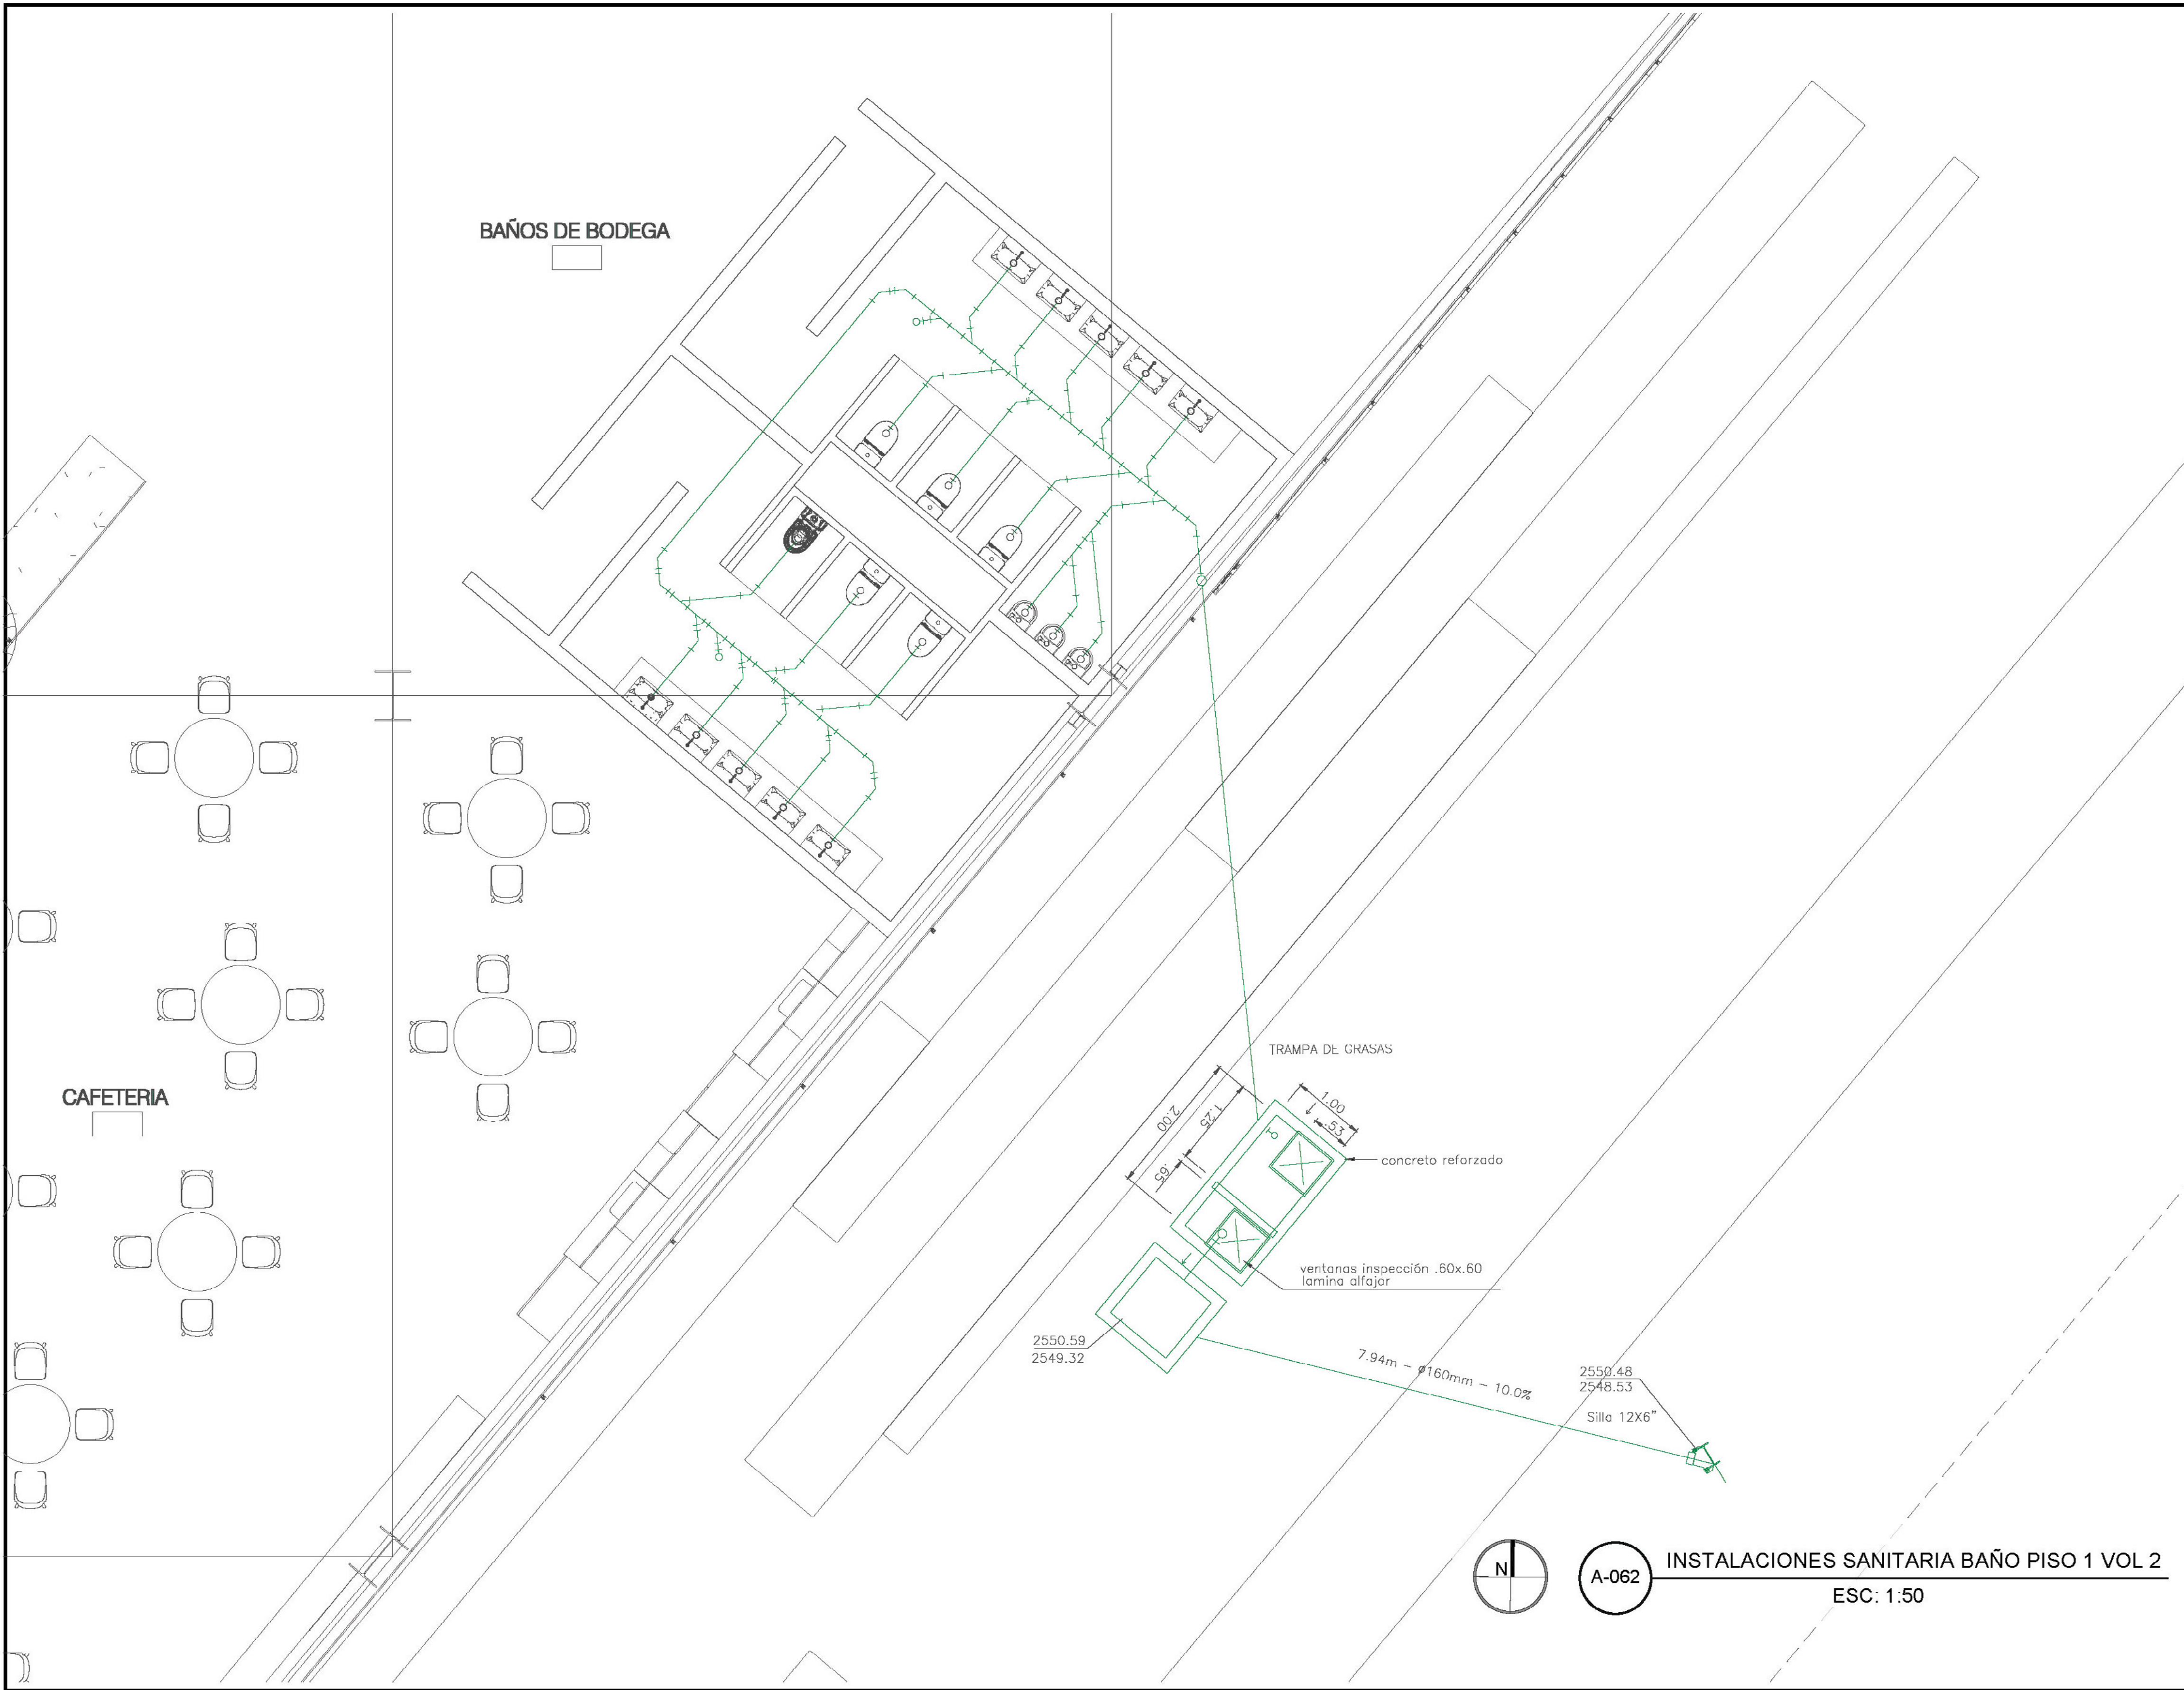 BAÑOS DE BODEGA
CAFETERIA
TRAMPA DE GRASAS
2.00
1.25
.65
1.00
.53
concreto reforzado
ventanas inspección .60x.60
lamina alfajor
2550.59
2549.32
7.94m - ø160mm - 10.0%
2550.48
2548.53
Silla 12X6"
N
A-062
INSTALACIONES SANITARIA BAÑO PISO 1 VOL 2
ESC: 1:50